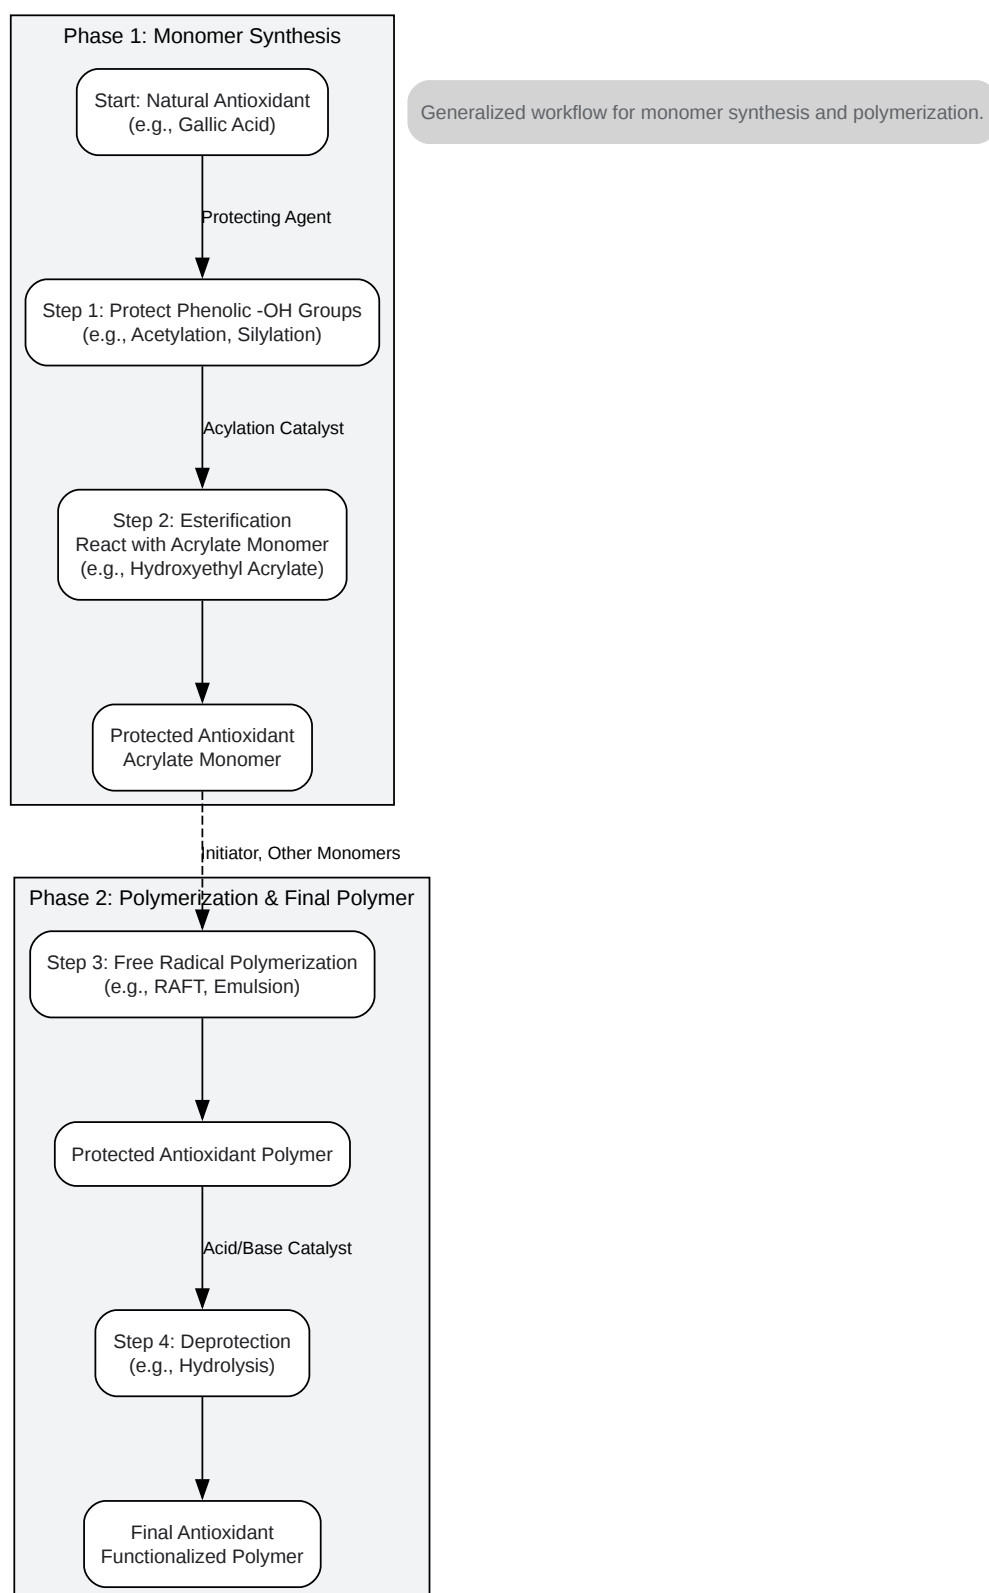 Phase 1: Monomer Synthesis
Start: Natural Antioxidant
(e.g., Gallic Acid)
Generalized workflow for monomer synthesis and polymerization.
Protecting Agent
Step 1: Protect Phenolic -OH Groups
(e.g., Acetylation, Silylation)
Acylation Catalyst
Step 2: Esterification
React with Acrylate Monomer
(e.g., Hydroxyethyl Acrylate)
Protected Antioxidant
Acrylate Monomer
Initiator, Other Monomers
Phase 2: Polymerization & Final Polymer
Step 3: Free Radical Polymerization
(e.g., RAFT, Emulsion)
Protected Antioxidant Polymer
Acid/Base Catalyst
Step 4: Deprotection
(e.g., Hydrolysis)
Final Antioxidant
Functionalized Polymer